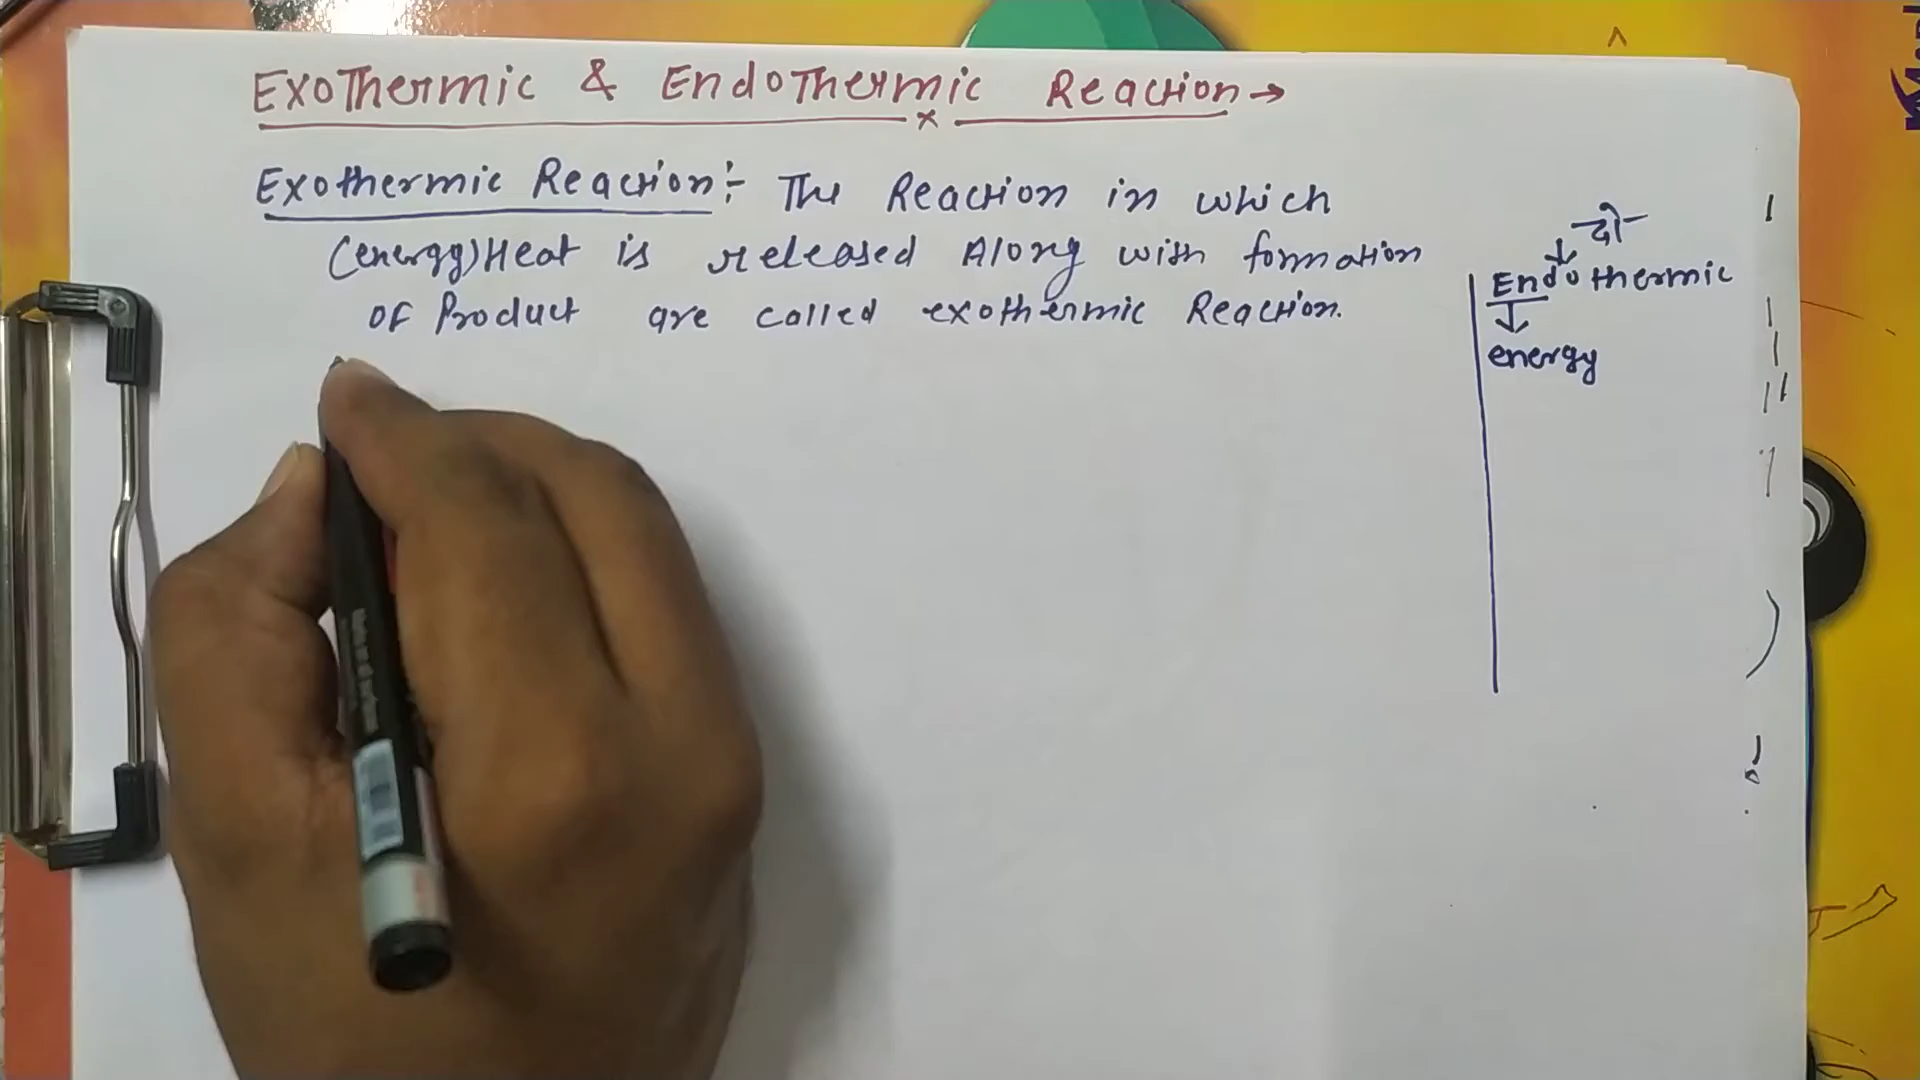 Exothermic & Endothermic Reaction →
Exothermic Reaction:- The Reaction in which
(energy) Heat is released Along with formation
of Product are called exothermic Reaction.
दो
Endothermic
energy